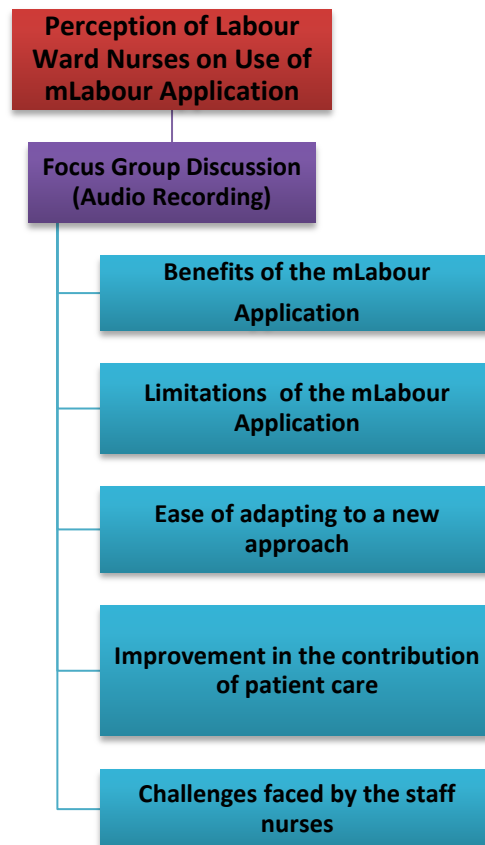 Perception of Labour
Ward Nurses on Use of
mLabour Application
Focus Group Discussion
(Audio Recording)
Benefits of the mLabour
Application
Limitations of the mLabour
Application
Ease of adapting to a new
approach
Improvement in the contribution
of patient care
Challenges faced by the staff
nurses